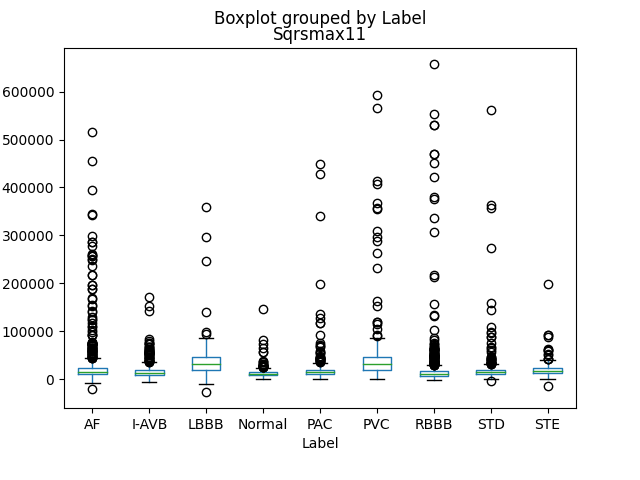 Boxplot grouped by Label
Sqrsmax11
600000
500000
400000
300000
200000
100000
0
AF I-AVB LBBB Normal PAC PVC RBBB STD STE
Label